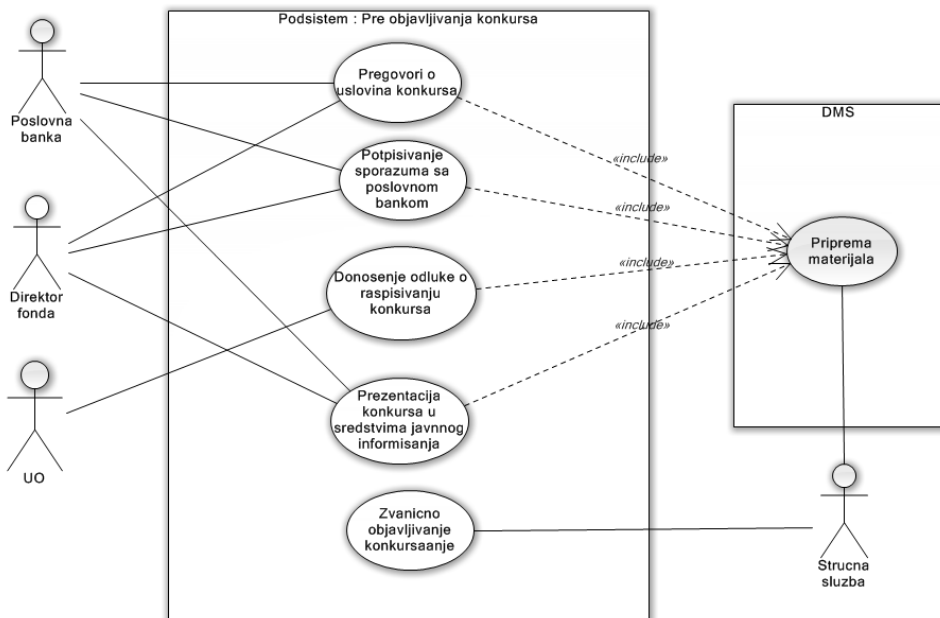 Podsistem : Pre objavljivanja konkursa
Poslovna
banka
Pregovori o
uslovina konkursa
DMS
«include»
Potpisivanje
sporazuma sa
poslovnom
bankom
«include»
Direktor
fonda
Donosenje odluke o
raspisivanju
konkursa
«include»
Priprema
materijala
«include»
UO
Prezentacija
konkursa u
sredstvima javnnog
informisanja
Zvanicno
objavljivanje
konkursaanje
Strucna
sluzba